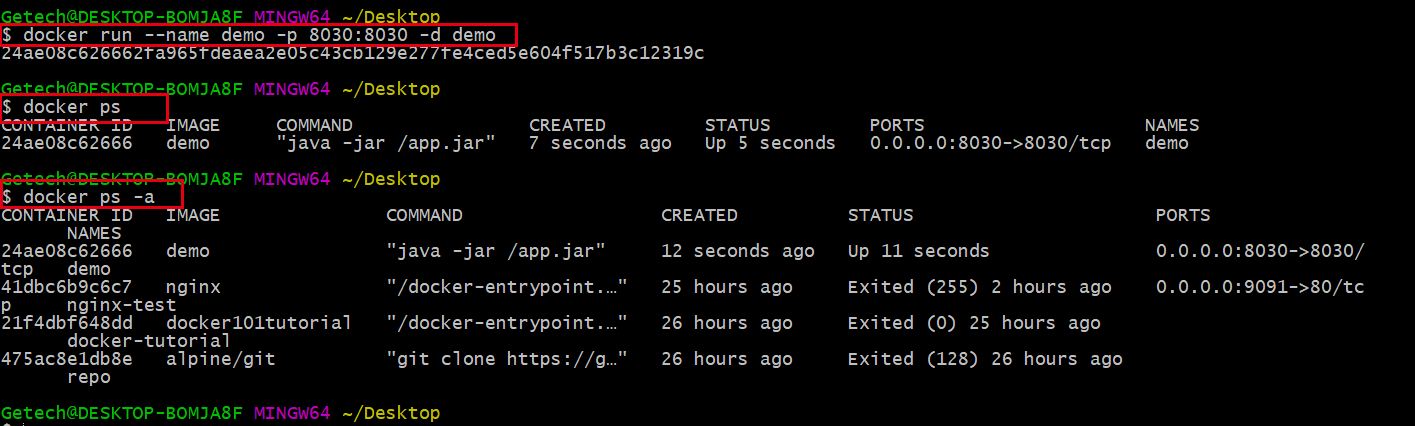 Getech@DESKTOP-BOMJA8F MINGW64 ~/Desktop
$ docker run --name demo -p 8030:8030 -d demo
24ae08c626662fa965fdeaea2e05c43cb129e277fe4ced5e604f517b3c12319c
Getech@DESKTOP-BOMJA8F MINGW64 ~/Desktop
$ docker ps
CONTAINER ID   IMAGE     COMMAND                CREATED         STATUS         PORTS                    NAMES
24ae08c62666   demo      "java -jar /app.jar"   7 seconds ago   Up 5 seconds   0.0.0.0:8030->8030/tcp   demo
Getech@DESKTOP-BOMJA8F MINGW64 ~/Desktop
$ docker ps -a
CONTAINER ID   IMAGE               COMMAND                  CREATED          STATUS                      PORTS
      NAMES
24ae08c62666   demo                "java -jar /app.jar"     12 seconds ago   Up 11 seconds               0.0.0.0:8030->8030/
tcp   demo
41dbc6b9c6c7   nginx               "/docker-entrypoint.…"   25 hours ago     Exited (255) 2 hours ago    0.0.0.0:9091->80/tc
p     nginx-test
21f4dbf648dd   docker101tutorial   "/docker-entrypoint.…"   26 hours ago     Exited (0) 25 hours ago
      docker-tutorial
475ac8e1db8e   alpine/git          "git clone https://g…"   26 hours ago     Exited (128) 26 hours ago
      repo
Getech@DESKTOP-BOMJA8F MINGW64 ~/Desktop
$